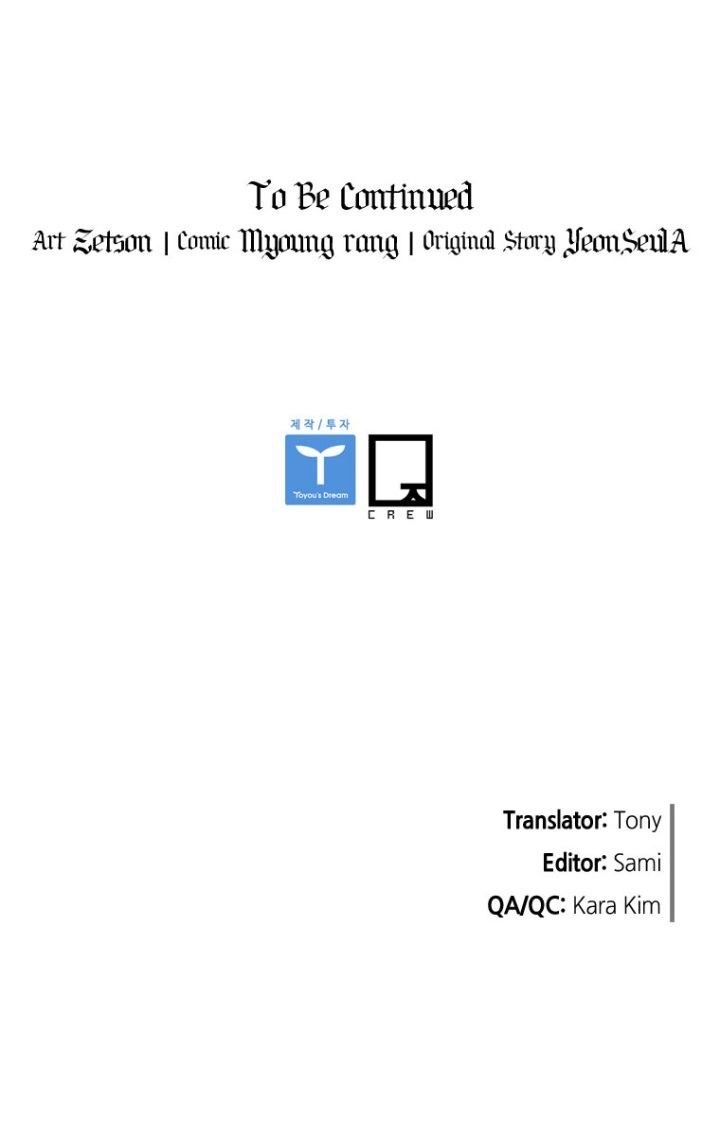 To Be Continued
Art Zetson | Comic Myoung rang | Original Story YeonSeulA
제작/투자
Toyou's Dream
CREW
Translator: Tony
Editor: Sami
QA/QC: Kara Kim